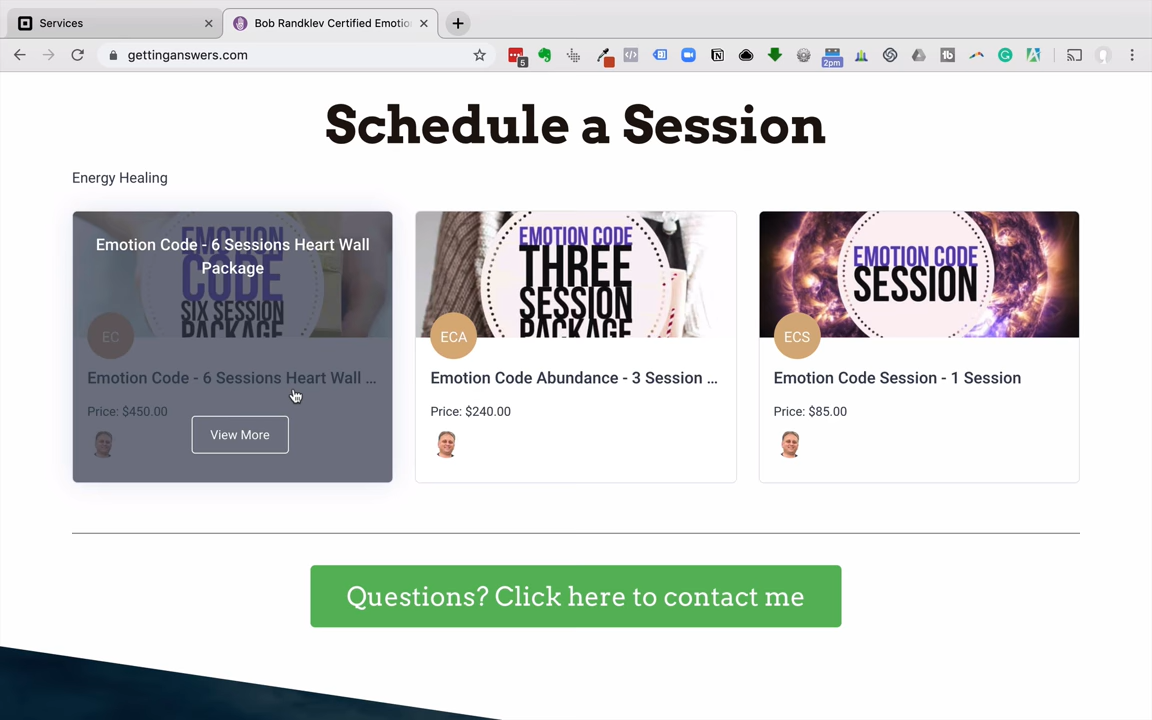 Services
Bob Randklev Certified Emotio
gettinganswers.com
5
2pm
Schedule a Session
Energy Healing
Emotion Code - 6 Sessions Heart Wall
Package
CODE
SIX SESSION
PACKAGE
EC
Emotion Code - 6 Sessions Heart Wall ...
Price: $450.00
View More
EMOTION CODE
THREE
SESSION
PACKAGE
ECA
Emotion Code Abundance - 3 Session ...
Price: $240.00
EMOTION CODE
SESSION
ECS
Emotion Code Session - 1 Session
Price: $85.00
Questions? Click here to contact me